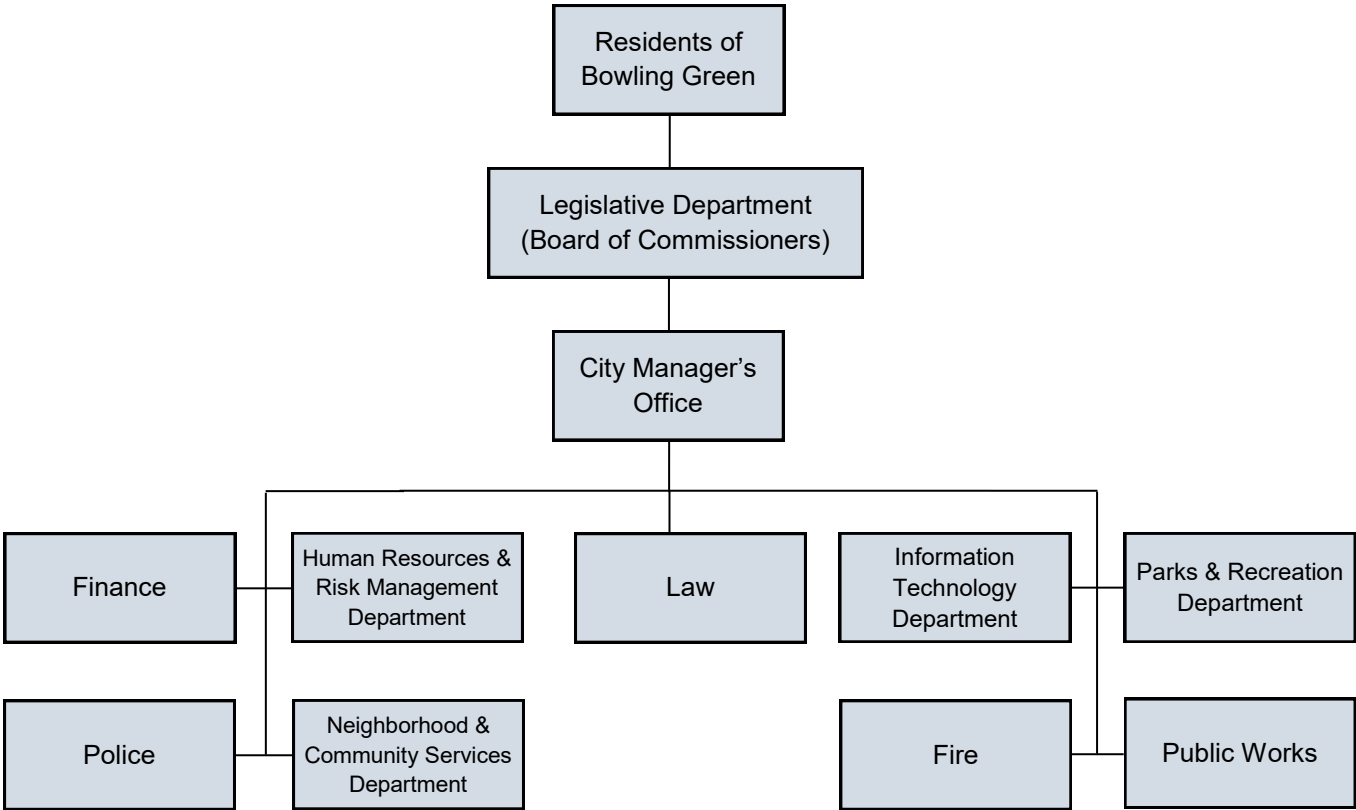 Residents of
Bowling Green
Legislative Department
(Board of Commissioners)
City Manager’s
Office
Finance
Human Resources &
Risk Management
Department
Law
Information
Technology
Department
Parks & Recreation
Department
Police
Neighborhood &
Community Services
Department
Fire
Public Works